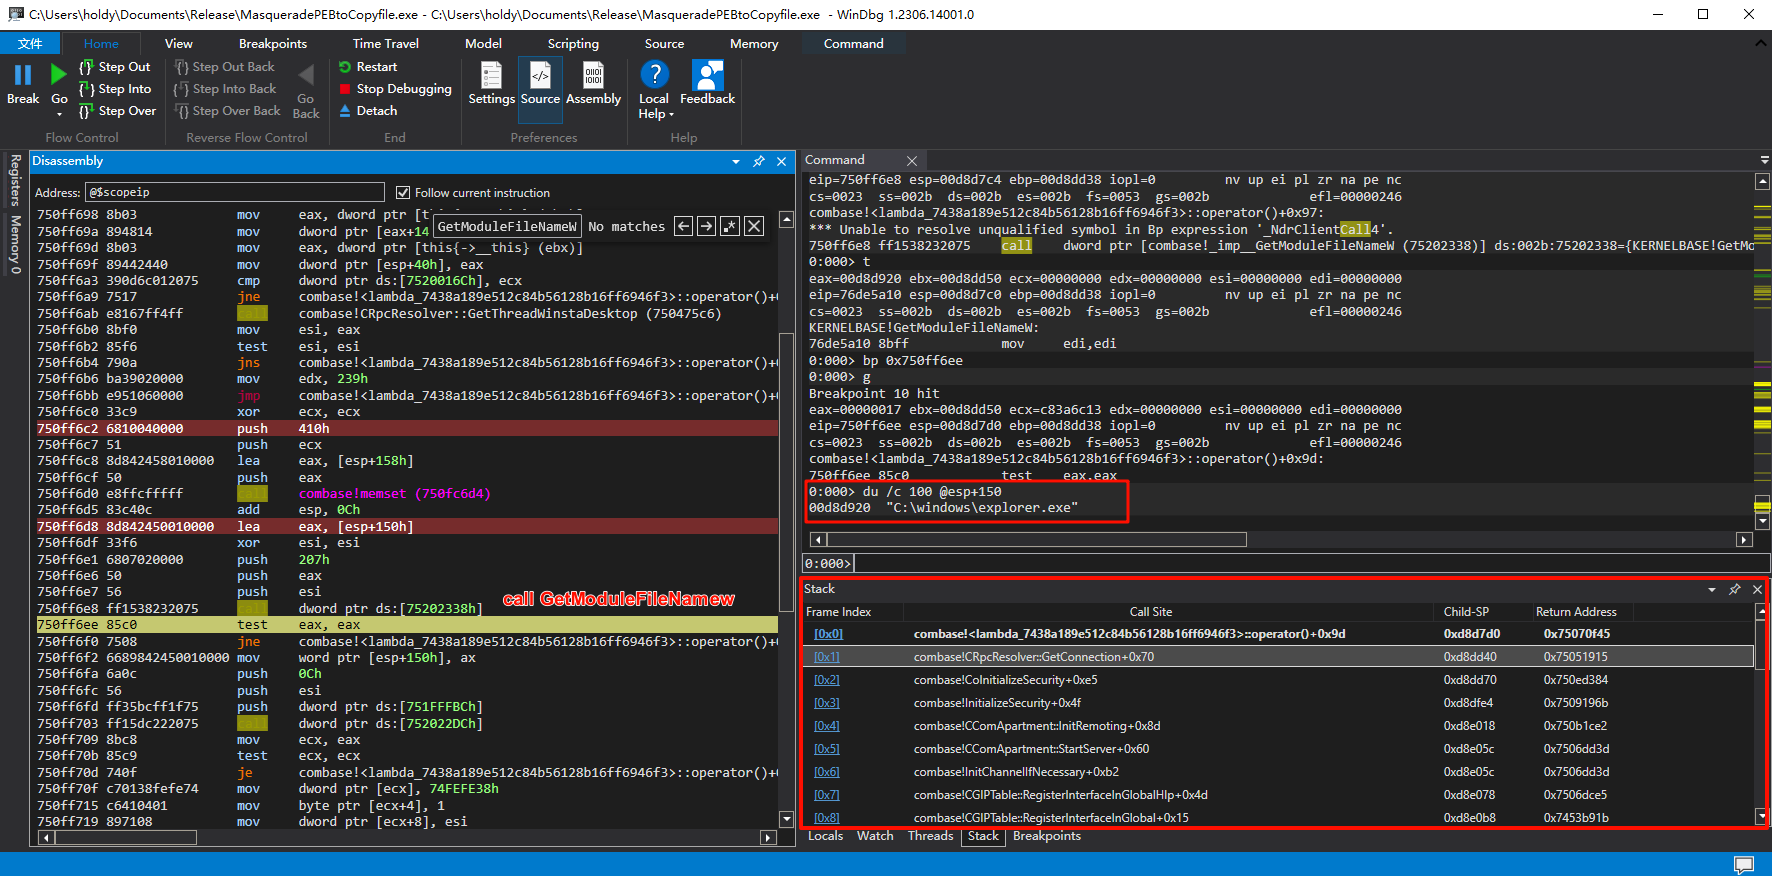 C:\Users\holdy\Documents\Release\MasqueradePEBtoCopyfile.exe - C:\Users\holdy\Documents\Release\MasqueradePEBtoCopyfile.exe - WinDbg 1.2306.14001.0
文件 Home View Breakpoints Time Travel Model Scripting Source Memory Command
Break
Go
Step Out
Step Into
Step Over
Flow Control
Step Out Back
Step Into Back
Step Over Back
Go Back
Reverse Flow Control
Restart
Stop Debugging
Detach
End
Settings
Source
Assembly
Preferences
Local Help
Feedback
Help
Registers
Memory 0
Disassembly
Address: @$scopeip Follow current instruction
GetModuleFileNameW No matches
750ff698 8b03 mov eax, dword ptr [t
750ff69a 894814 mov dword ptr [eax+14
750ff69d 8b03 mov eax, dword ptr [this{->__this} (ebx)]
750ff69f 89442440 mov dword ptr [esp+40h], eax
750ff6a3 390d6c012075 cmp dword ptr ds:[7520016Ch], ecx
750ff6a9 7517 jne combase!<lambda_7438a189e512c84b56128b16ff6946f3>::operator()+
750ff6ab e8167ff4ff call combase!CRpcResolver::GetThreadWinstaDesktop (750475c6)
750ff6b0 8bf0 mov esi, eax
750ff6b2 85f6 test esi, esi
750ff6b4 790a jns combase!<lambda_7438a189e512c84b56128b16ff6946f3>::operator()+
750ff6b6 ba39020000 mov edx, 239h
750ff6bb e951060000 jmp combase!<lambda_7438a189e512c84b56128b16ff6946f3>::operator()+
750ff6c0 33c9 xor ecx, ecx
750ff6c2 6810040000 push 410h
750ff6c7 51 push ecx
750ff6c8 8d842458010000 lea eax, [esp+158h]
750ff6cf 50 push eax
750ff6d0 e8ffcfffff call combase!memset (750fc6d4)
750ff6d5 83c40c add esp, 0Ch
750ff6d8 8d842450010000 lea eax, [esp+150h]
750ff6df 33f6 xor esi, esi
750ff6e1 6807020000 push 207h
750ff6e6 50 push eax
750ff6e7 56 push esi
750ff6e8 ff1538232075 call dword ptr ds:[75202338h]
call GetModuleFileNamew
750ff6ee 85c0 test eax, eax
750ff6f0 7508 jne combase!<lambda_7438a189e512c84b56128b16ff6946f3>::operator()+
750ff6f2 6689842450010000 mov word ptr [esp+150h], ax
750ff6fa 6a0c push 0Ch
750ff6fc 56 push esi
750ff6fd ff35bcff1f75 push dword ptr ds:[751FFFBCh]
750ff703 ff15dc222075 call dword ptr ds:[752022DCh]
750ff709 8bc8 mov ecx, eax
750ff70b 85c9 test ecx, ecx
750ff70d 740f je combase!<lambda_7438a189e512c84b56128b16ff6946f3>::operator()+
750ff70f c70138fefe74 mov dword ptr [ecx], 74FEFE38h
750ff715 c6410401 mov byte ptr [ecx+4], 1
750ff719 897108 mov dword ptr [ecx+8], esi
Command
eip=750ff6e8 esp=00d8d7c4 ebp=00d8dd38 iopl=0 nv up ei pl zr na pe nc
cs=0023 ss=002b ds=002b es=002b fs=0053 gs=002b efl=00000246
combase!<lambda_7438a189e512c84b56128b16ff6946f3>::operator()+0x97:
*** Unable to resolve unqualified symbol in Bp expression '_NdrClientCall4'.
750ff6e8 ff1538232075 call dword ptr [combase!_imp__GetModuleFileNameW (75202338)] ds:002b:75202338={KERNELBASE!GetMo
0:000> t
eax=00d8d920 ebx=00d8dd50 ecx=00000000 edx=00000000 esi=00000000 edi=00000000
eip=76de5a10 esp=00d8d7c0 ebp=00d8dd38 iopl=0 nv up ei pl zr na pe nc
cs=0023 ss=002b ds=002b es=002b fs=0053 gs=002b efl=00000246
KERNELBASE!GetModuleFileNameW:
76de5a10 8bff mov edi,edi
0:000> bp 0x750ff6ee
0:000> g
Breakpoint 10 hit
eax=00000017 ebx=00d8dd50 ecx=c83a6c13 edx=00000000 esi=00000000 edi=00000000
eip=750ff6ee esp=00d8d7d0 ebp=00d8dd38 iopl=0 nv up ei pl zr na pe nc
cs=0023 ss=002b ds=002b es=002b fs=0053 gs=002b efl=00000246
combase!<lambda_7438a189e512c84b56128b16ff6946f3>::operator()+0x9d:
750ff6ee 85c0 test eax,eax
0:000> du /c 100 @esp+150
00d8d920 "C:\windows\explorer.exe"
0:000>
Stack
Frame Index Call Site Child-SP Return Address
[0x0] combase!<lambda_7438a189e512c84b56128b16ff6946f3>::operator()+0x9d 0xd8d7d0 0x75070f45
[0x1] combase!CRpcResolver::GetConnection+0x70 0xd8dd40 0x75051915
[0x2] combase!CoInitializeSecurity+0xe5 0xd8dd70 0x750ed384
[0x3] combase!InitializeSecurity+0x4f 0xd8dfe4 0x7509196b
[0x4] combase!CComApartment::InitRemoting+0x8d 0xd8e018 0x750b1ce2
[0x5] combase!CComApartment::StartServer+0x60 0xd8e05c 0x7506dd3d
[0x6] combase!InitChannelIfNecessary+0xb2 0xd8e05c 0x7506dd3d
[0x7] combase!CGIPTable::RegisterInterfaceInGlobalHlp+0x4d 0xd8e078 0x7506dce5
[0x8] combase!CGIPTable::RegisterInterfaceInGlobal+0x15 0xd8e0b8 0x7453b91b
Locals Watch Threads Stack Breakpoints